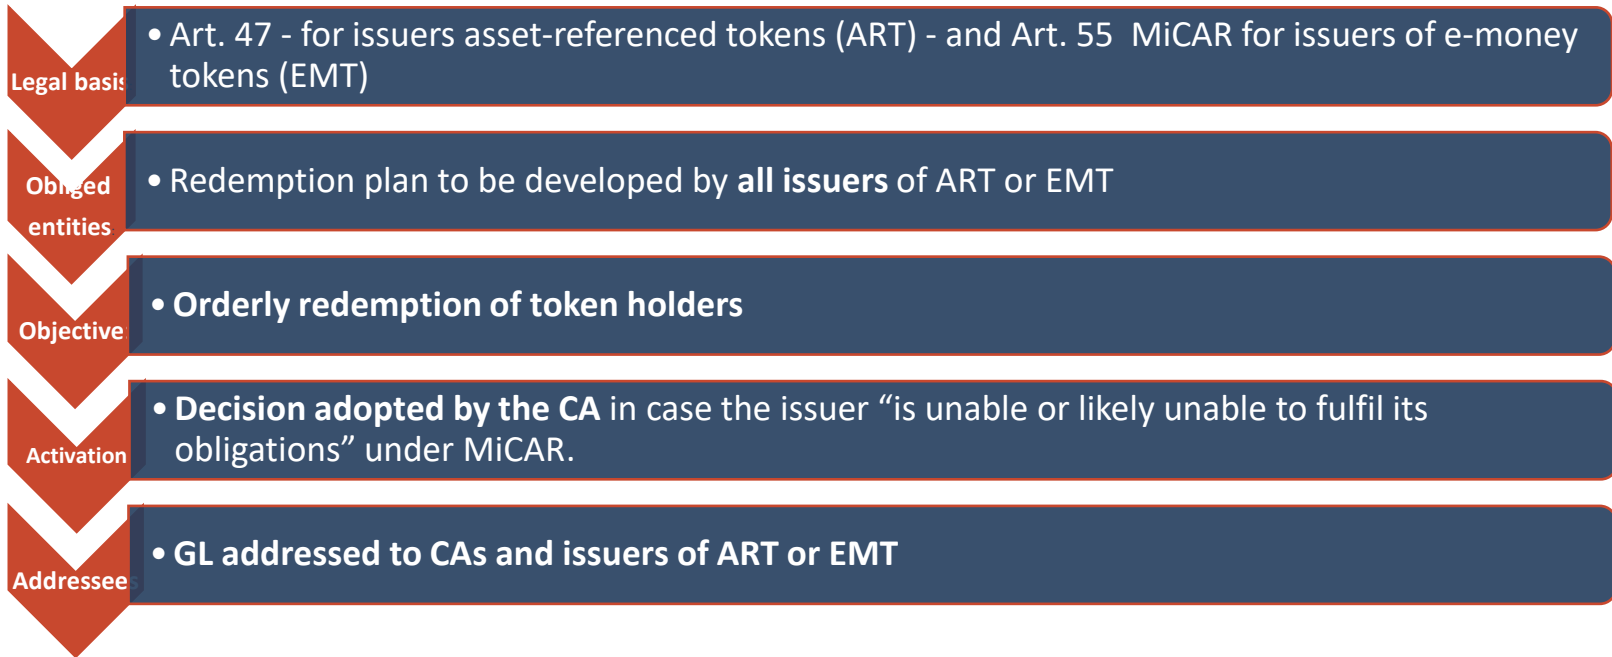 Legal basis
• Art. 47 - for issuers asset-referenced tokens (ART) - and Art. 55 MiCAR for issuers of e-money
tokens (EMT)
Obliged
entities
• Redemption plan to be developed by all issuers of ART or EMT
Objective
• Orderly redemption of token holders
Activation
• Decision adopted by the CA in case the issuer “is unable or likely unable to fulfil its
obligations” under MiCAR.
Addressees
• GL addressed to CAs and issuers of ART or EMT